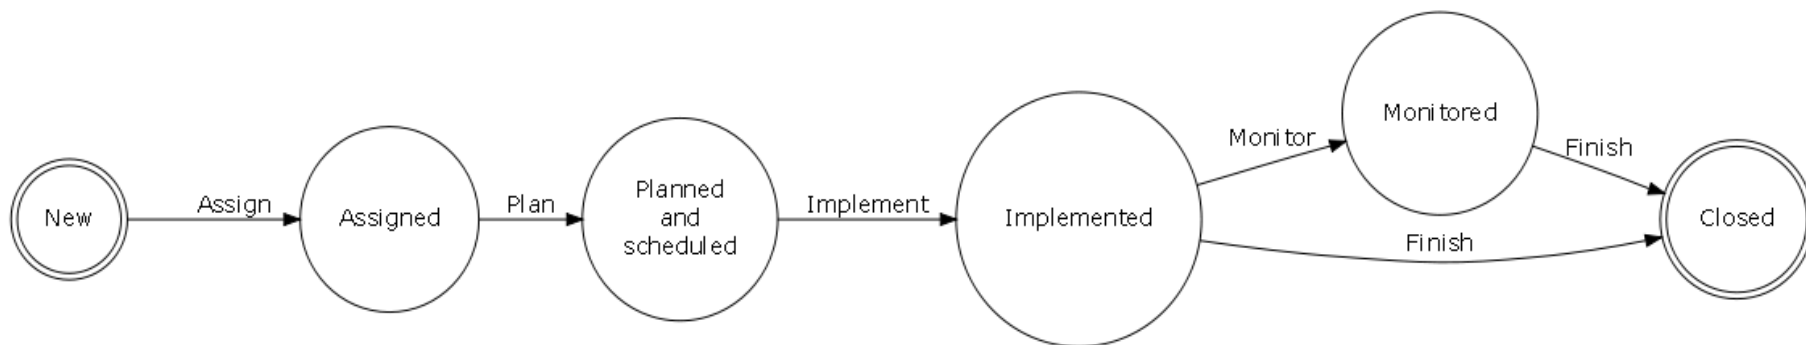 New
Assign
Assigned
Plan
Planned
and
scheduled
Implement
Implemented
Monitor
Monitored
Finish
Finish
Closed